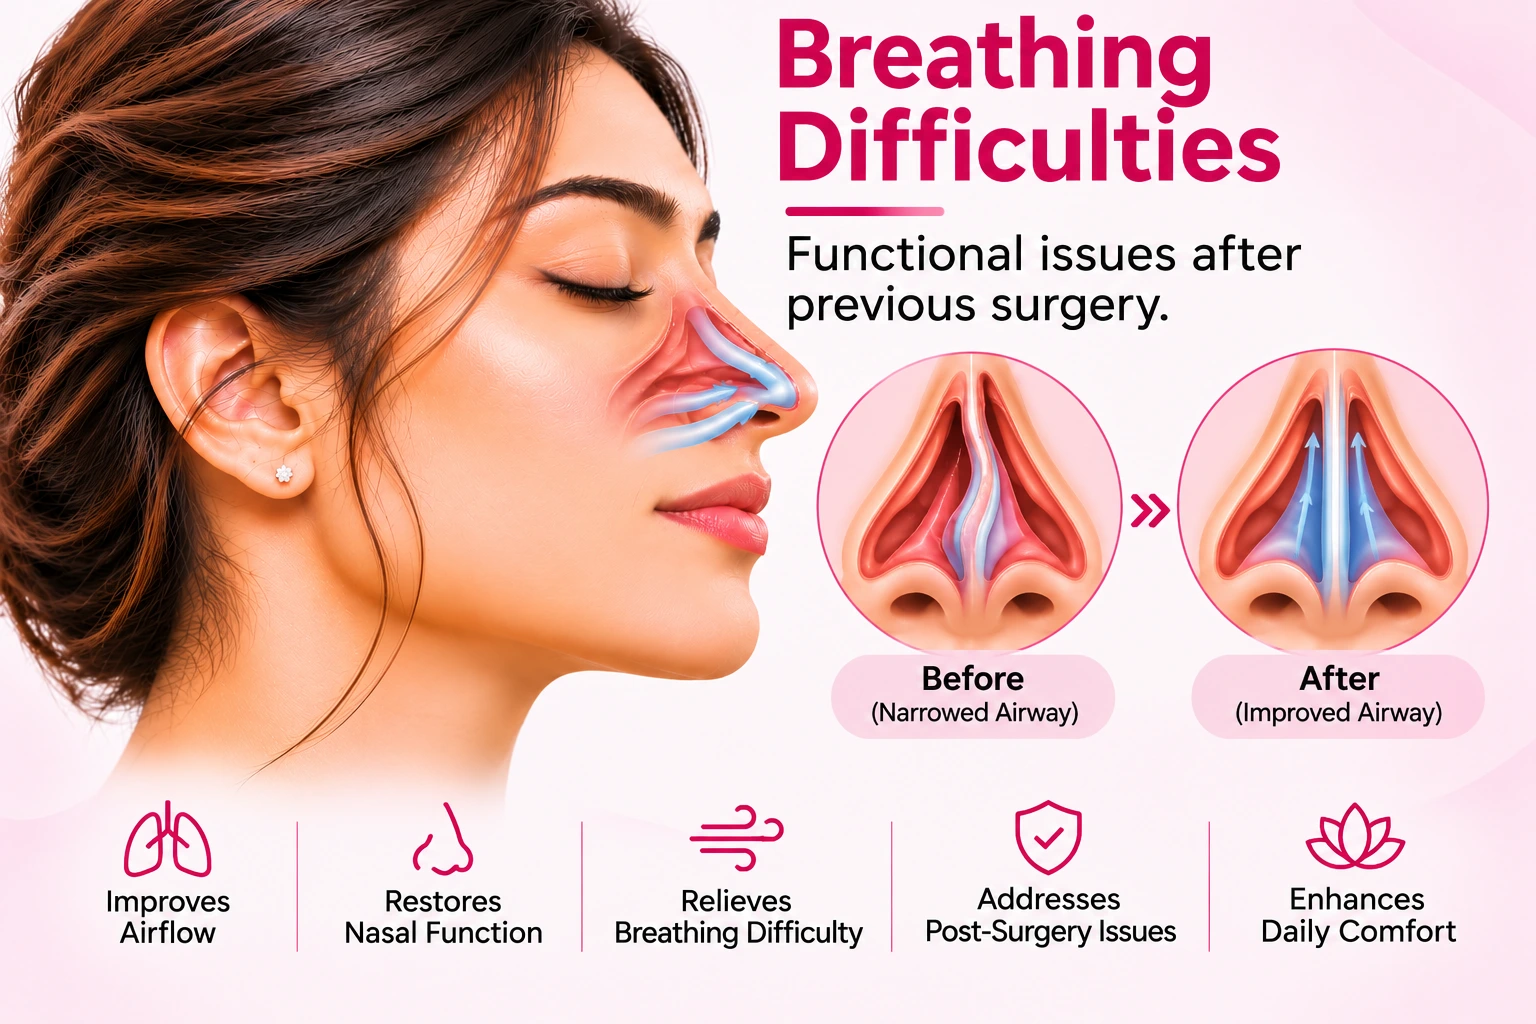 Breathing
Difficulties
Functional issues after
previous surgery.
Before
(Narrowed Airway)
After
(Improved Airway)
Improves
Airflow
Restores
Nasal Function
Relieves
Breathing Difficulty
Addresses
Post-Surgery Issues
Enhances
Daily Comfort